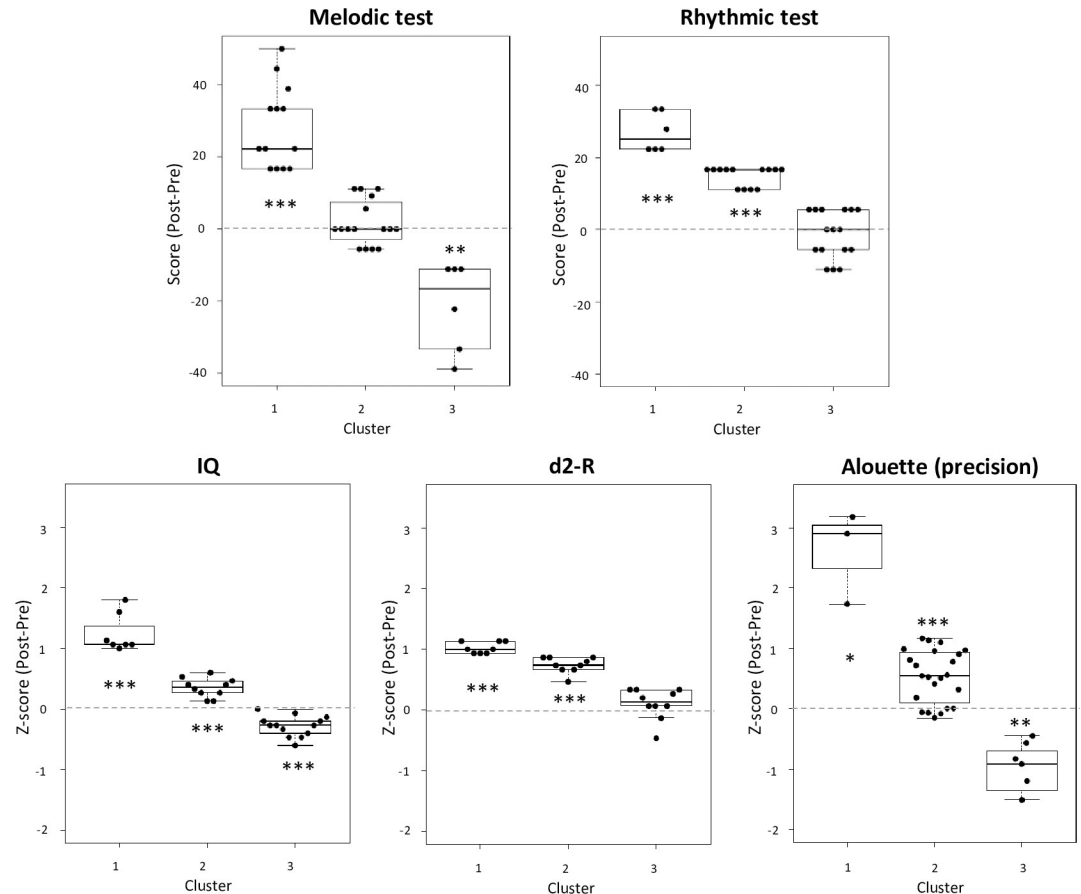 Melodic test
Score (Post-Pre)
40
20
0
-20
-40
***
**
1 2 3
Cluster
Rhythmic test
Score (Post-Pre)
40
20
0
-20
-40
***
***
1 2 3
Cluster
IQ
Z-score (Post-Pre)
3
2
1
0
-1
-2
***
***
***
1 2 3
Cluster
d2-R
Z-score (Post-Pre)
3
2
1
0
-1
-2
***
***
1 2 3
Cluster
Alouette (precision)
Z-score (Post-Pre)
3
2
1
0
-1
-2
*
***
**
1 2 3
Cluster